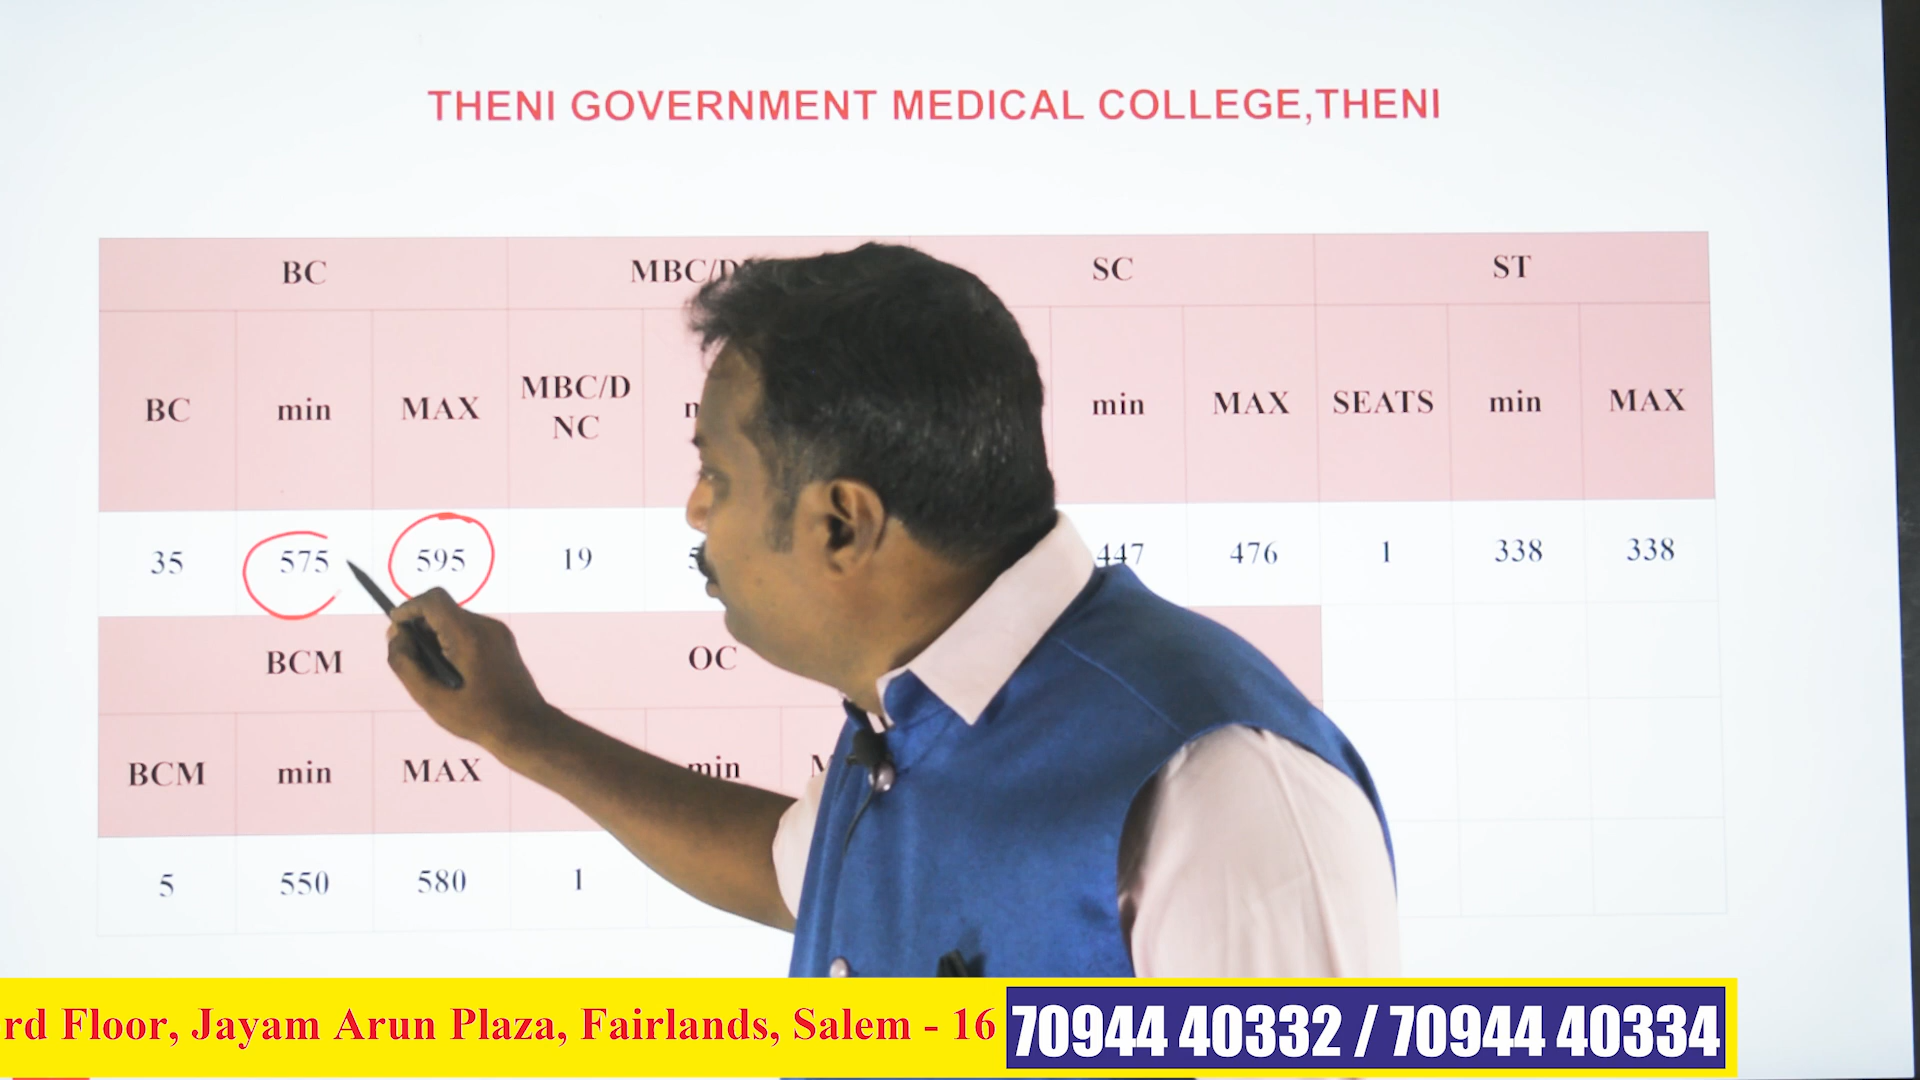 THENI GOVERNMENT MEDICAL COLLEGE,THENI
BC SC ST
BC min MAX MBC/D NC min MAX SEATS min MAX
35 575 595 19 447 476 1 338 338
BCM OC
BCM min MAX min
5 550 580 1
rd Floor, Jayam Arun Plaza, Fairlands, Salem - 16 70944 40332 / 70944 40334